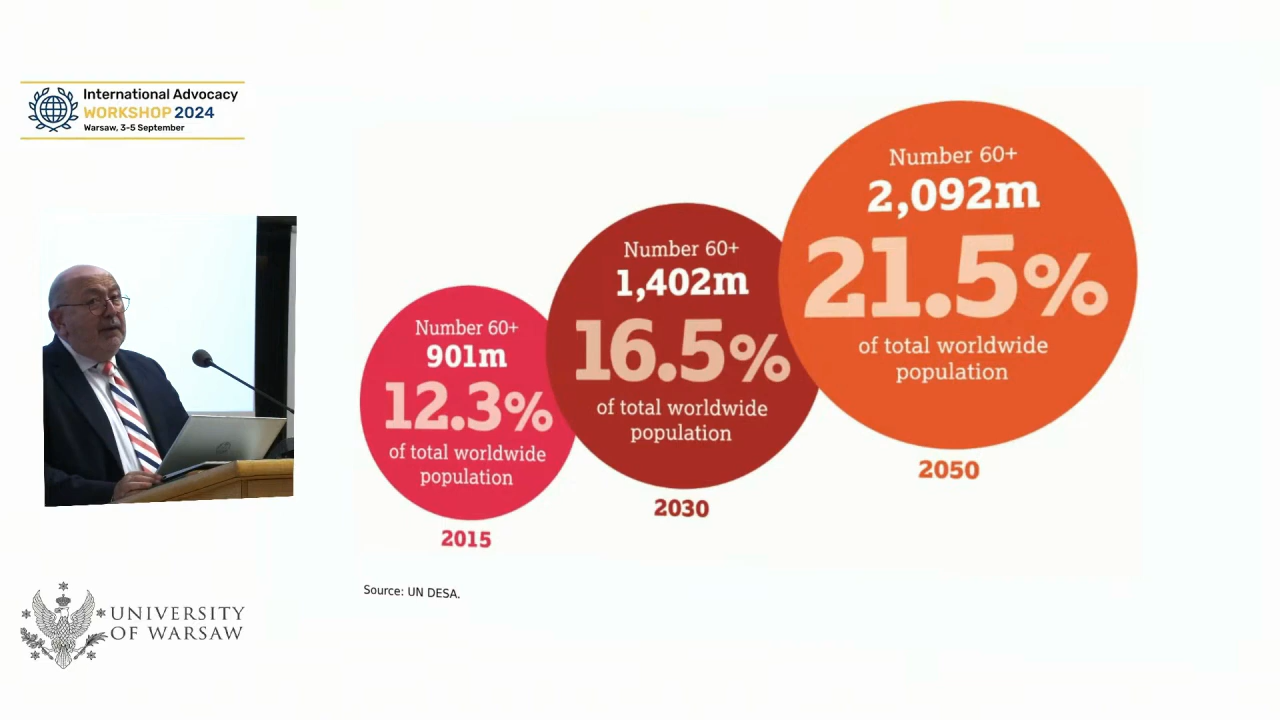 International Advocacy
WORKSHOP 2024
Warsaw, 3-5 September
Number 60+
901m
12.3%
of total worldwide
population
2015
Number 60+
1,402m
16.5%
of total worldwide
population
2030
Number 60+
2,092m
21.5%
of total worldwide
population
2050
Source: UN DESA.
UNIVERSITY
OF WARSAW